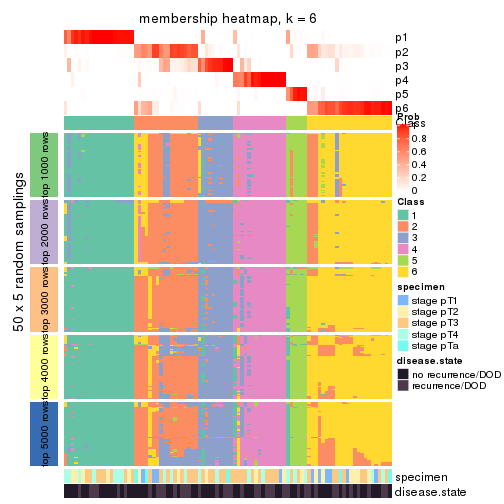 membership heatmap, k = 6
p1
p2
p3
p4
p5
p6
Prob
Class
1
0.8
0.6
0.4
0.2
0
Class
1
2
3
4
5
6
specimen
stage pT1
stage pT2
stage pT3
stage pT4
stage pTa
disease.state
no recurrence/DOD
recurrence/DOD
50 x 5 random samplings
top 1000 rows
top 2000 rows
top 3000 rows
top 4000 rows
top 5000 rows
specimen
disease.state